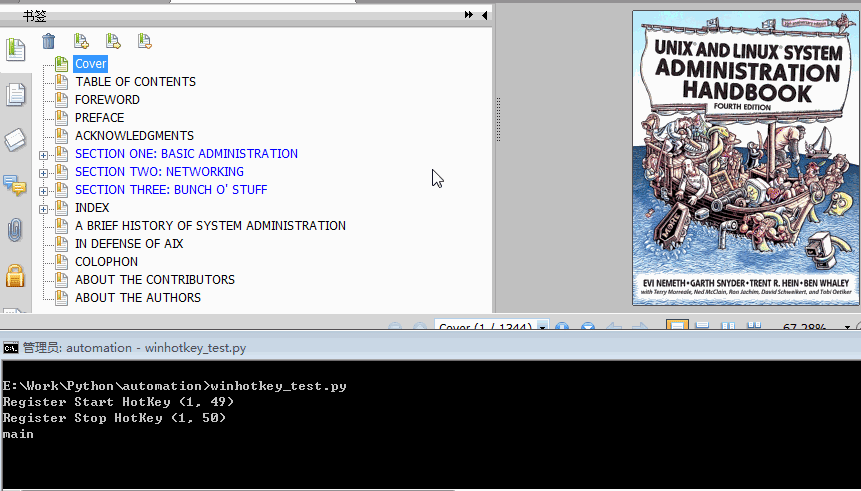 书签
Cover
TABLE OF CONTENTS
FOREWORD
PREFACE
ACKNOWLEDGMENTS
SECTION ONE: BASIC ADMINISTRATION
SECTION TWO: NETWORKING
SECTION THREE: BUNCH O' STUFF
INDEX
A BRIEF HISTORY OF SYSTEM ADMINISTRATION
IN DEFENSE OF AIX
COLOPHON
ABOUT THE CONTRIBUTORS
ABOUT THE AUTHORS
UNIX® AND LINUX® SYSTEM
ADMINISTRATION
HANDBOOK
FOURTH EDITION
EVI NEMETH • GARTH SNYDER • TRENT R. HEIN • BEN WHALEY
with Terry Morreale, Ned McClain, Ron Jachim, David Schweikert, and Tobi Oetiker
Cover (1 / 1344)
67.28%
管理员: automation - winhotkey_test.py
E:\Work\Python\automation>winhotkey_test.py
Register Start HotKey (1, 49)
Register Stop HotKey (1, 50)
main